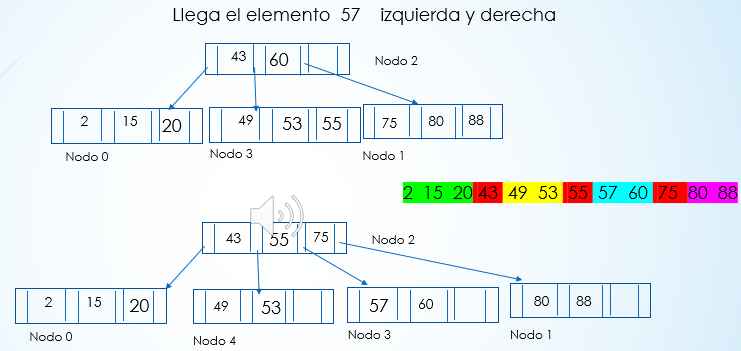 Llega el elemento 57 izquierda y derecha
43 60
Nodo 2
2 15 20
49 53 55
75 80 88
Nodo 0
Nodo 3
Nodo 1
2 15 20 43 49 53 55 57 60 75 80 88
43 55 75
Nodo 2
2 15 20
49 53
57 60
80 88
Nodo 0
Nodo 4
Nodo 3
Nodo 1